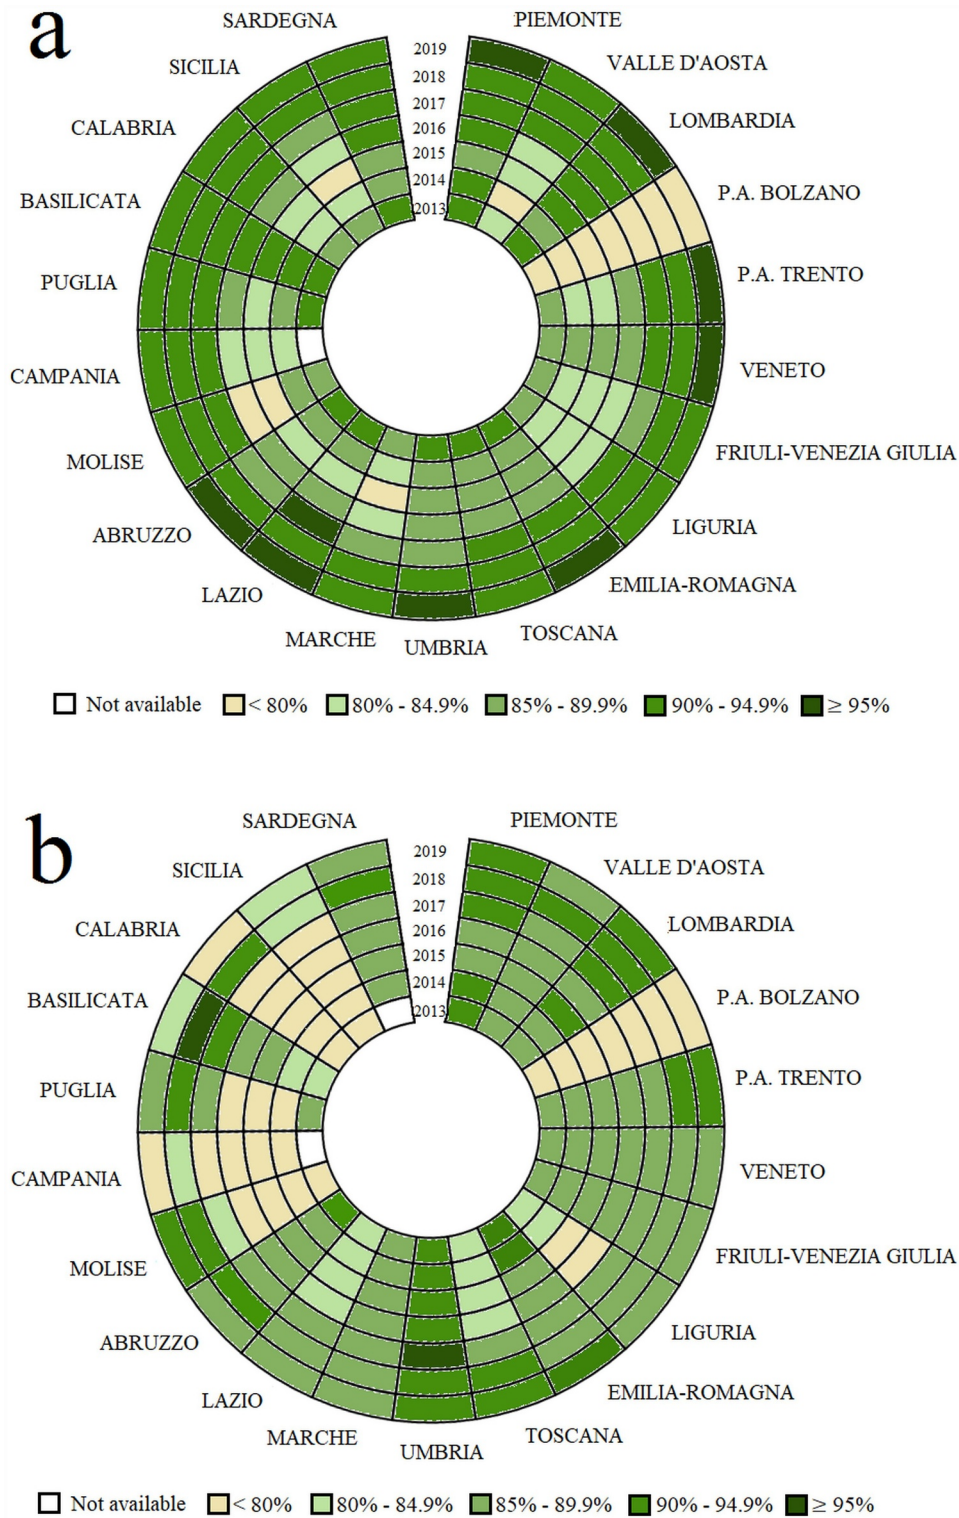 a
SARDEGNA
PIEMONTE
SICILIA
VALLE D'AOSTA
CALABRIA
LOMBARDIA
BASILICATA
P.A. BOLZANO
PUGLIA
P.A. TRENTO
CAMPANIA
VENETO
MOLISE
FRIULI-VENEZIA GIULIA
ABRUZZO
LIGURIA
LAZIO
EMILIA-ROMAGNA
MARCHE
UMBRIA
TOSCANA
2019
2018
2017
2016
2015
2014
2013
Not available < 80% 80% - 84.9% 85% - 89.9% 90% - 94.9% ≥ 95%
b
SARDEGNA
PIEMONTE
SICILIA
VALLE D'AOSTA
CALABRIA
LOMBARDIA
BASILICATA
P.A. BOLZANO
PUGLIA
P.A. TRENTO
CAMPANIA
VENETO
MOLISE
FRIULI-VENEZIA GIULIA
ABRUZZO
LIGURIA
LAZIO
EMILIA-ROMAGNA
MARCHE
UMBRIA
TOSCANA
2019
2018
2017
2016
2015
2014
2013
Not available < 80% 80% - 84.9% 85% - 89.9% 90% - 94.9% ≥ 95%